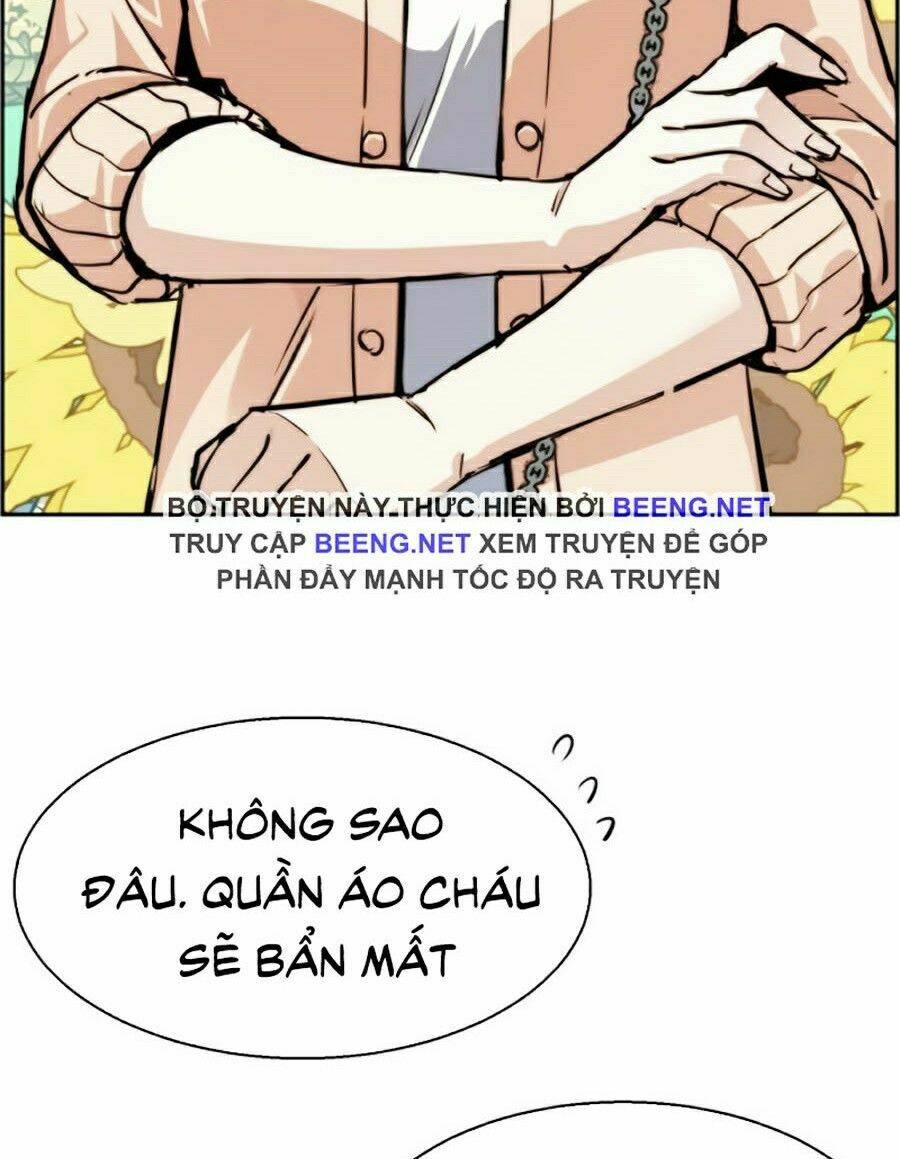 BỘ TRUYỆN NÀY THỰC HIỆN BỞI BEENG.NET
TRUY CẬP BEENG.NET XEM TRUYỆN ĐỂ GÓP
PHẦN ĐẨY MẠNH TỐC ĐỘ RA TRUYỆN
KHÔNG SAO
ĐÂU. QUẦN ÁO CHÁU
SẼ BẨN MẤT